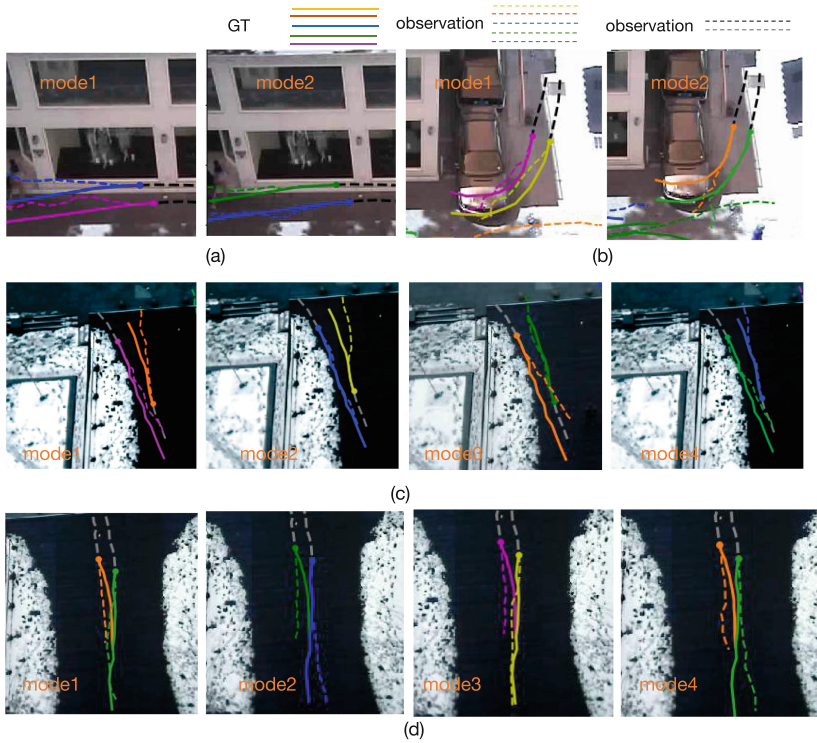 GT observation observation
mode1 mode2 mode1 mode2
(a) (b)
mode1 mode2 mode3 mode4
(c)
mode1 mode2 mode3 mode4
(d)